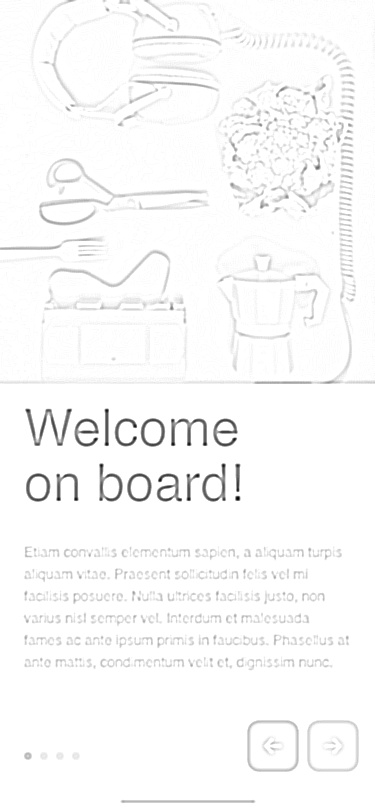 Welcome
on board!
Etiam convallis elementum sapien, a aliquam turpis
aliquam vitae. Praesent sollicitudin felis vel mi
facilisis posuere. Nulla ultrices facilisis justo, non
varius nisl semper vel. Interdum et malesuada
fames ac ante ipsum primis in faucibus. Phasellus at
ante mattis, condimentum velit et, dignissim nunc.